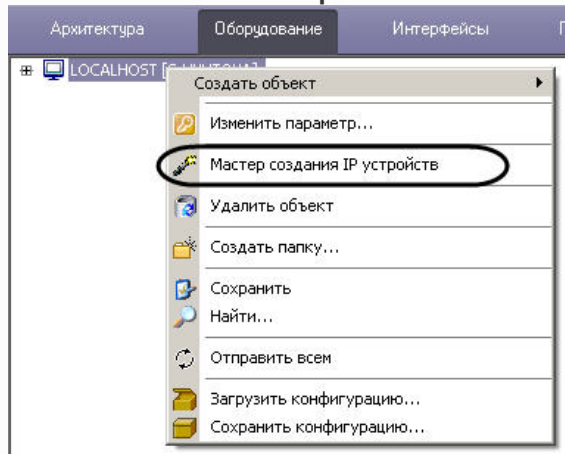 Архитектура Оборудование Интерфейсы
LOCALHOST
Создать объект
Изменить параметр...
Мастер создания IP устройств
Удалить объект
Создать папку...
Сохранить
Найти...
Отправить всем
Загрузить конфигурацию...
Сохранить конфигурацию...